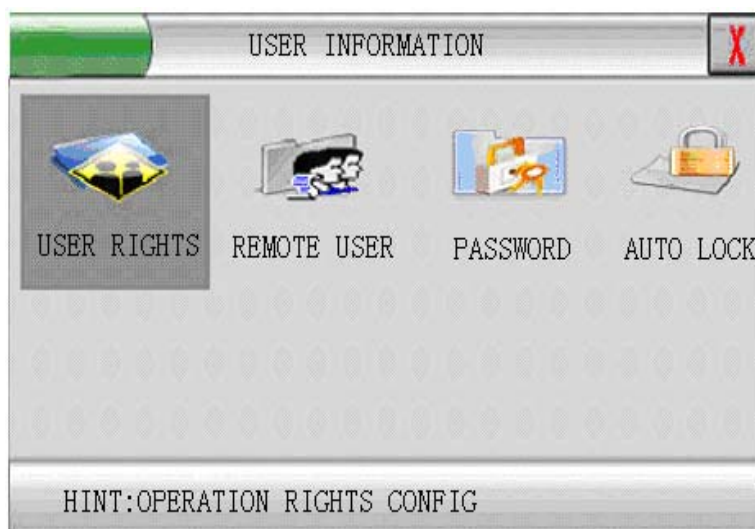 USER INFORMATION
X
USER RIGHTS
REMOTE USER
PASSWORD
AUTO LOCK
HINT:OPERATION RIGHTS CONFIG